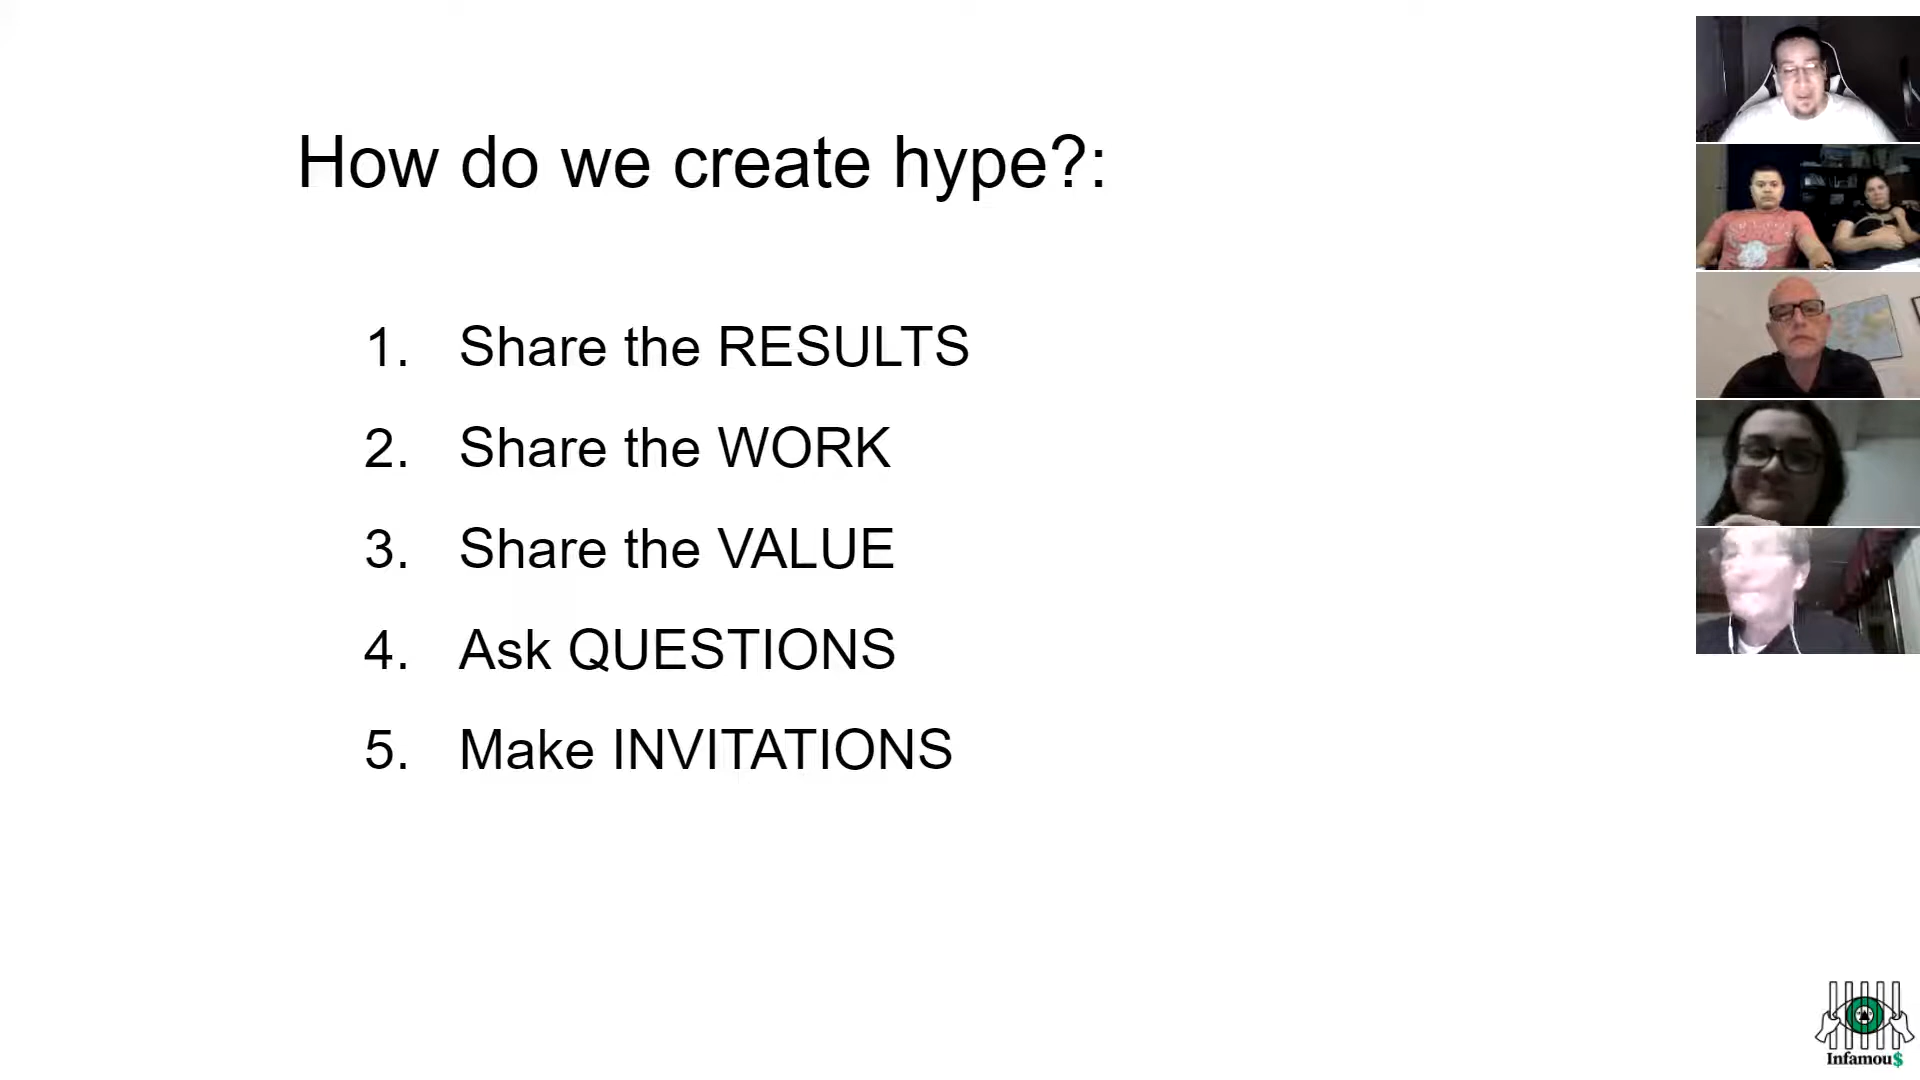 How do we create hype?:
1. Share the RESULTS
2. Share the WORK
3. Share the VALUE
4. Ask QUESTIONS
5. Make INVITATIONS
Infamou$